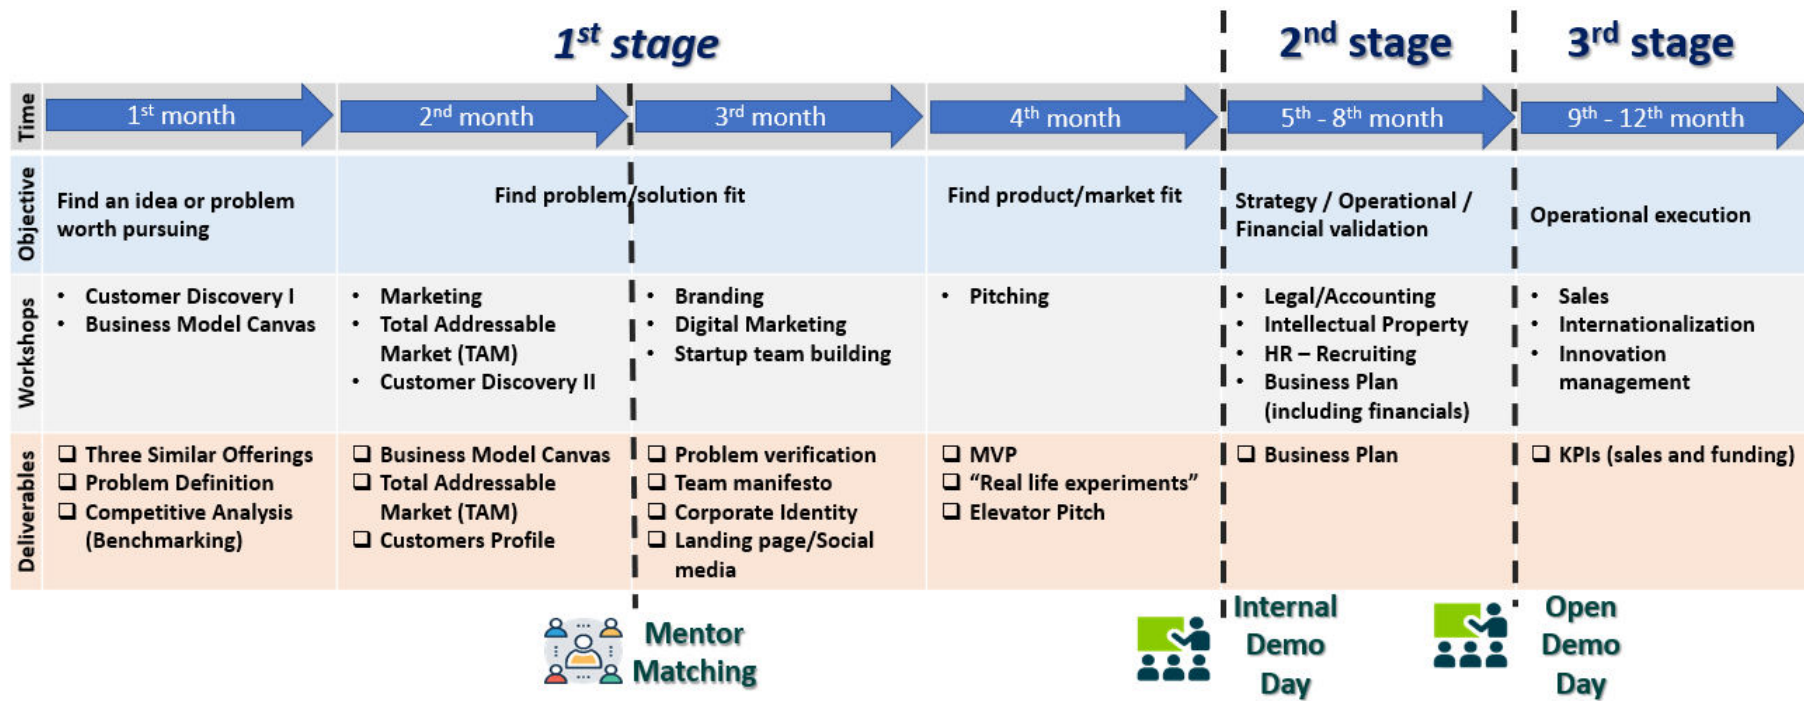 1st stage
2nd stage
3rd stage
Time
1st month
2nd month
3rd month
4th month
5th - 8th month
9th - 12th month
Objective
Find an idea or problem
worth pursuing
Find problem/solution fit
Find product/market fit
Strategy / Operational /
Financial validation
Operational execution
Workshops
• Customer Discovery I
• Business Model Canvas
• Marketing
• Total Addressable
Market (TAM)
• Customer Discovery II
• Branding
• Digital Marketing
• Startup team building
• Pitching
• Legal/Accounting
• Intellectual Property
• HR – Recruiting
• Business Plan
(including financials)
• Sales
• Internationalization
• Innovation
management
Deliverables
❑ Three Similar Offerings
❑ Problem Definition
❑ Competitive Analysis
(Benchmarking)
❑ Business Model Canvas
❑ Total Addressable
Market (TAM)
❑ Customers Profile
❑ Problem verification
❑ Team manifesto
❑ Corporate Identity
❑ Landing page/Social
media
❑ MVP
❑ “Real life experiments”
❑ Elevator Pitch
❑ Business Plan
❑ KPIs (sales and funding)
Mentor
Matching
Internal
Demo
Day
Open
Demo
Day